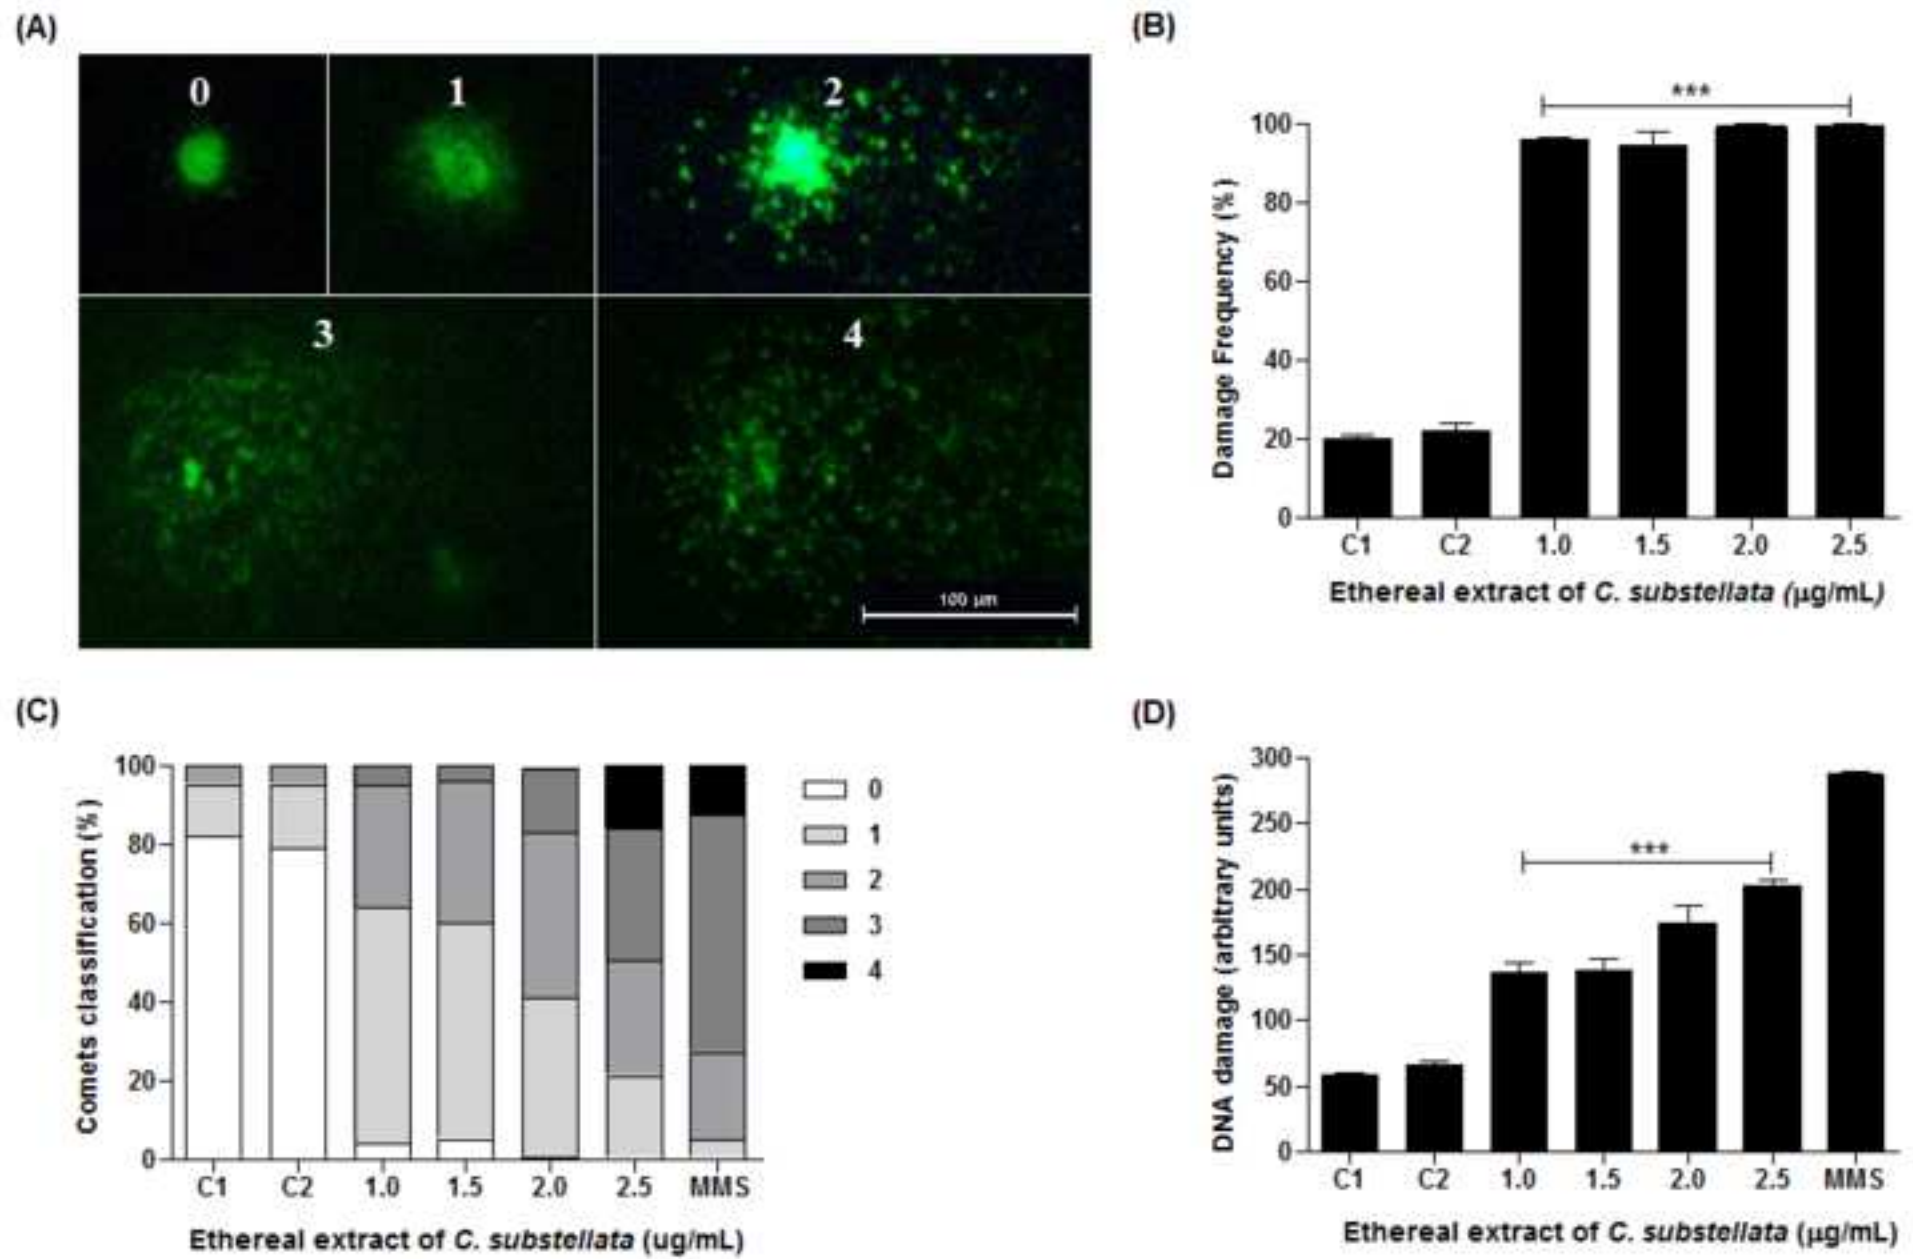 (A)
0
1
2
3
4
100 µm
(B)
***
100
80
60
40
20
0
Damage Frequency (%)
C1 C2 1.0 1.5 2.0 2.5
Ethereal extract of C. substellata (µg/mL)
(C)
100
80
60
40
20
0
Comets classification (%)
0
1
2
3
4
C1 C2 1.0 1.5 2.0 2.5 MMS
Ethereal extract of C. substellata (ug/mL)
(D)
300
250
200
150
100
50
0
DNA damage (arbitrary units)
***
C1 C2 1.0 1.5 2.0 2.5 MMS
Ethereal extract of C. substellata (µg/mL)